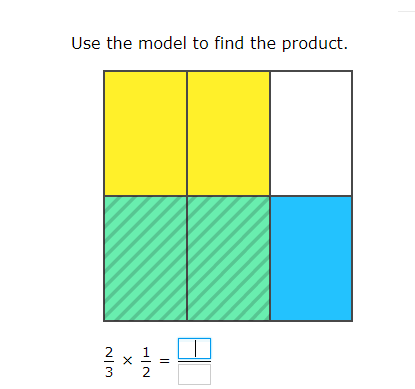 Use the model to find the product.
2/3 × 1/2 =